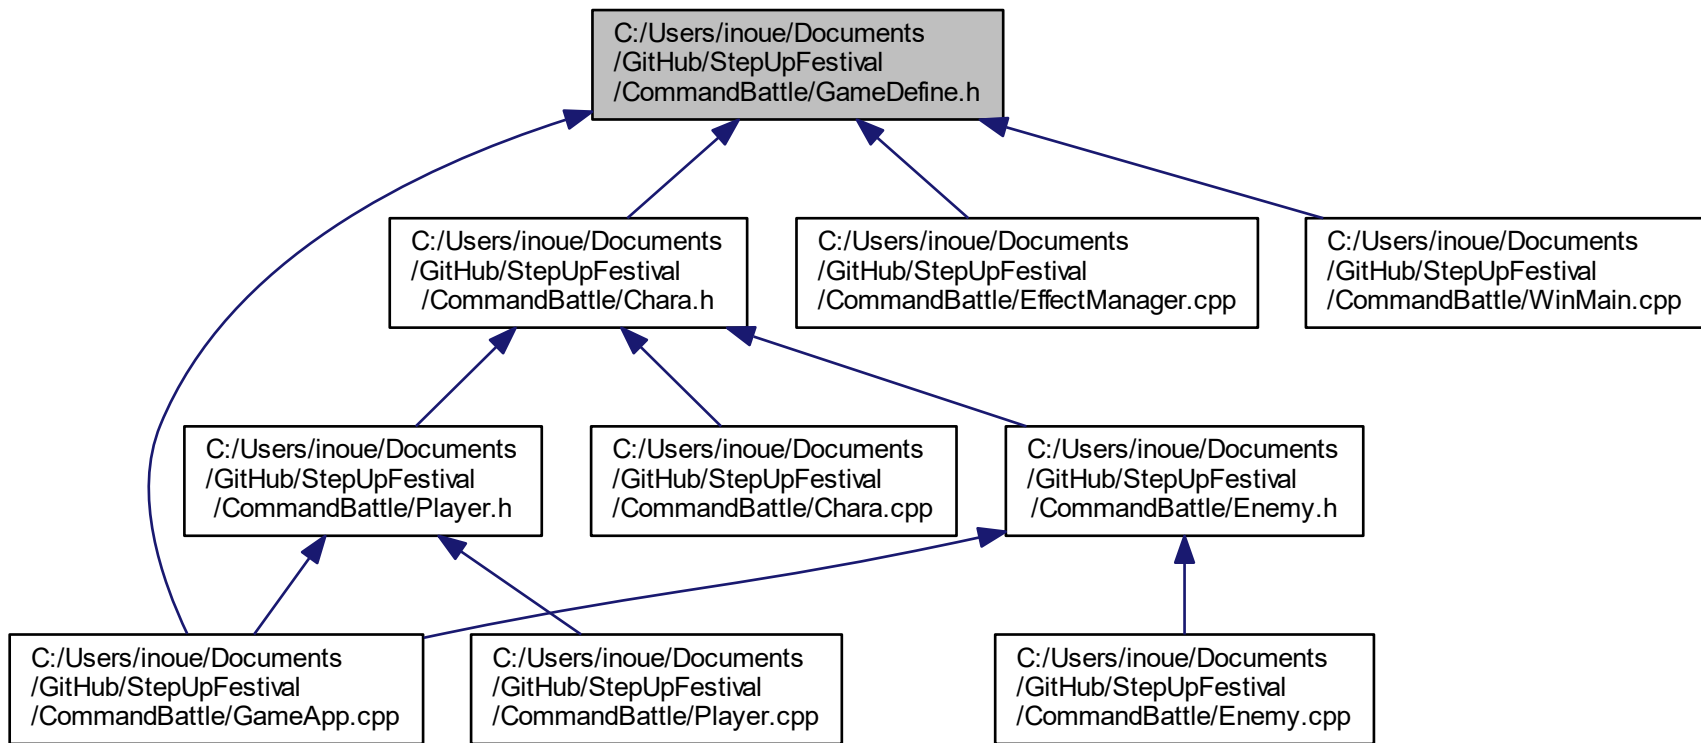 C:/Users/inoue/Documents
/GitHub/StepUpFestival
/CommandBattle/GameDefine.h
C:/Users/inoue/Documents
/GitHub/StepUpFestival
/CommandBattle/Chara.h
C:/Users/inoue/Documents
/GitHub/StepUpFestival
/CommandBattle/EffectManager.cpp
C:/Users/inoue/Documents
/GitHub/StepUpFestival
/CommandBattle/WinMain.cpp
C:/Users/inoue/Documents
/GitHub/StepUpFestival
/CommandBattle/Player.h
C:/Users/inoue/Documents
/GitHub/StepUpFestival
/CommandBattle/Chara.cpp
C:/Users/inoue/Documents
/GitHub/StepUpFestival
/CommandBattle/Enemy.h
C:/Users/inoue/Documents
/GitHub/StepUpFestival
/CommandBattle/GameApp.cpp
C:/Users/inoue/Documents
/GitHub/StepUpFestival
/CommandBattle/Player.cpp
C:/Users/inoue/Documents
/GitHub/StepUpFestival
/CommandBattle/Enemy.cpp